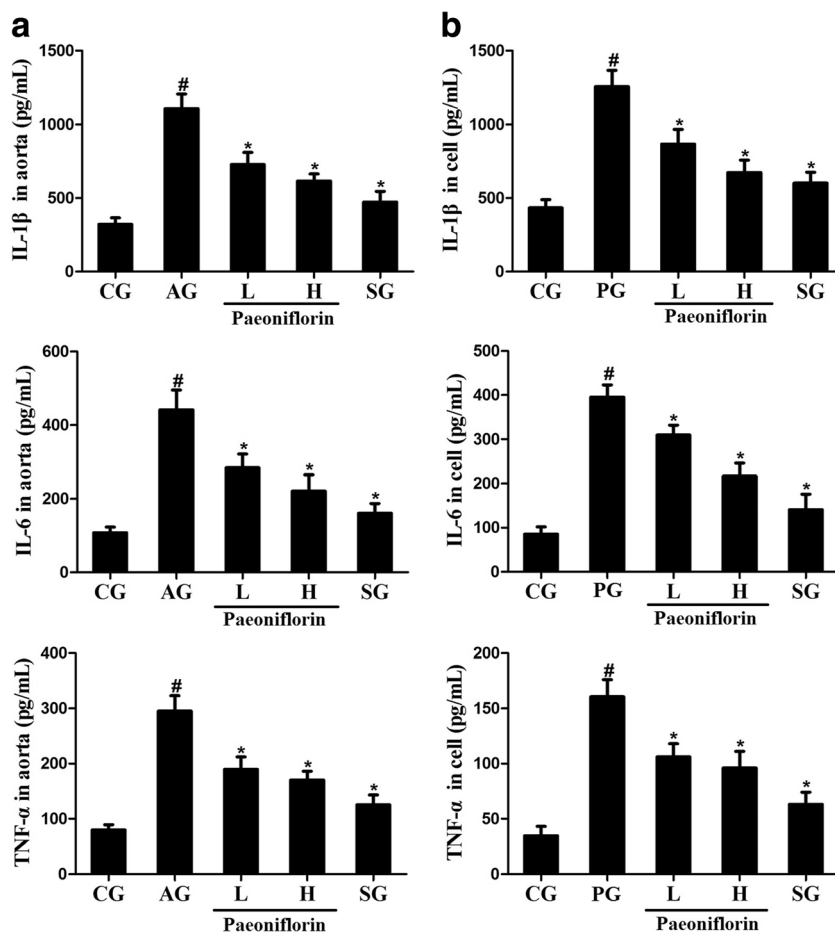 a
IL-1β in aorta (pg/mL)
1500
1000
500
0
#
*
*
*
CG AG L H SG
Paeoniflorin
b
IL-1β in cell (pg/mL)
1500
1000
500
0
#
*
*
*
CG PG L H SG
Paeoniflorin
IL-6 in aorta (pg/mL)
600
400
200
0
#
*
*
*
CG AG L H SG
Paeoniflorin
IL-6 in cell (pg/mL)
500
400
300
200
100
0
#
*
*
*
CG PG L H SG
Paeoniflorin
TNF-α in aorta (pg/mL)
400
300
200
100
0
#
*
*
*
CG AG L H SG
Paeoniflorin
TNF-α in cell (pg/mL)
200
150
100
50
0
#
*
*
*
CG PG L H SG
Paeoniflorin